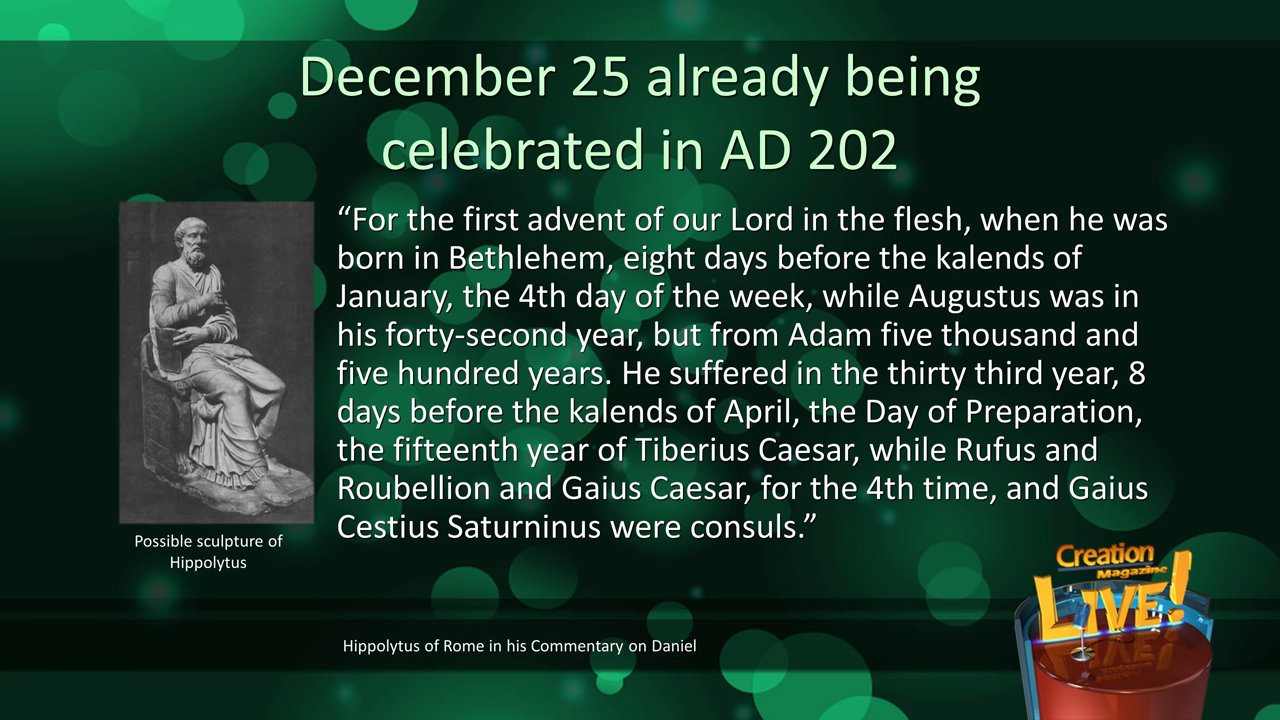 December 25 already being
celebrated in AD 202
“For the first advent of our Lord in the flesh, when he was
born in Bethlehem, eight days before the kalends of
January, the 4th day of the week, while Augustus was in
his forty-second year, but from Adam five thousand and
five hundred years. He suffered in the thirty third year, 8
days before the kalends of April, the Day of Preparation,
the fifteenth year of Tiberius Caesar, while Rufus and
Roubellion and Gaius Caesar, for the 4th time, and Gaius
Cestius Saturninus were consuls.”
Possible sculpture of
Hippolytus
Hippolytus of Rome in his Commentary on Daniel
Creation
Magazine
LIVE!